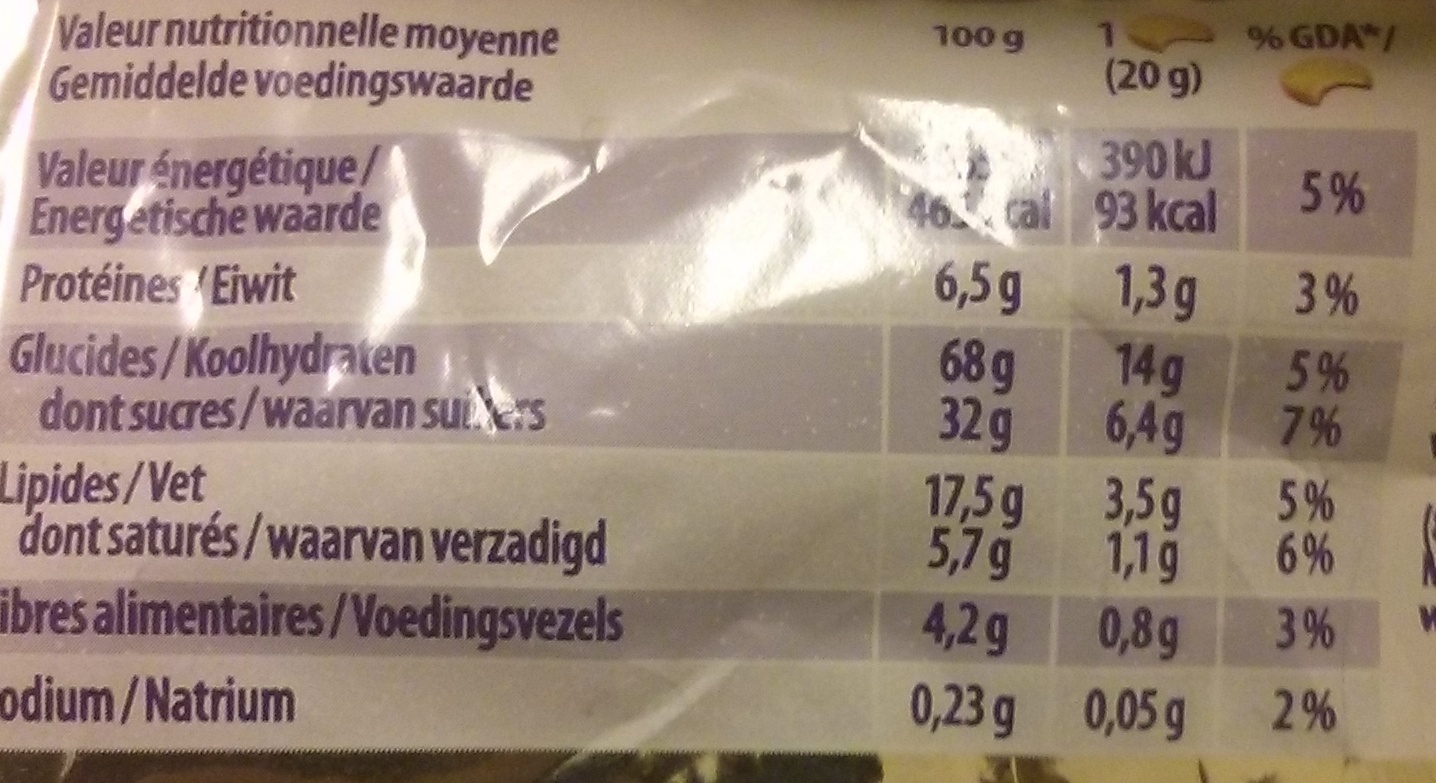 Valeur nutritionnelle moyenne 100 g 1 % GDA*/
Gemiddelde voedingswaarde (20 g)
Valeur énergétique / 390 kJ
Energetische waarde 93 kcal 5 %
Protéines / Eiwit 6,5 g 1,3 g 3 %
Glucides / Koolhydraten 68 g 14 g 5 %
dont sucres / waarvan suikers 32 g 6,4 g 7 %
Lipides / Vet 17,5 g 3,5 g 5 %
dont saturés / waarvan verzadigd 5,7 g 1,1 g 6 %
ibres alimentaires / Voedingsvezels 4,2 g 0,8 g 3 %
odium / Natrium 0,23 g 0,05 g 2 %